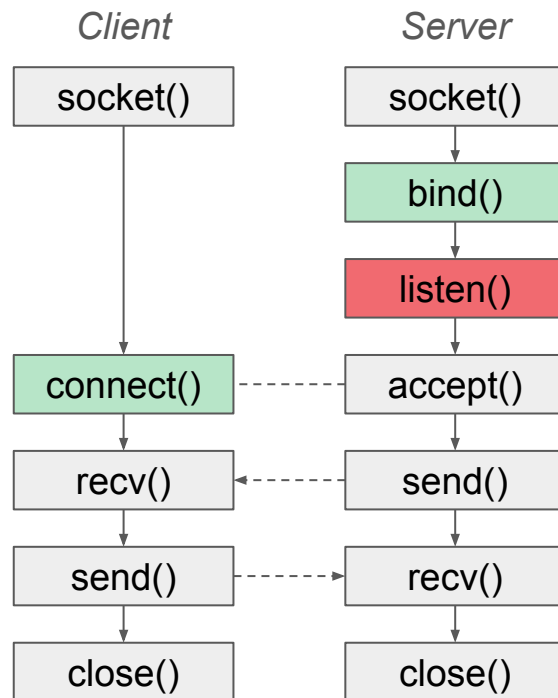 Client
Server
socket()
socket()
bind()
listen()
connect()
accept()
recv()
send()
send()
recv()
close()
close()